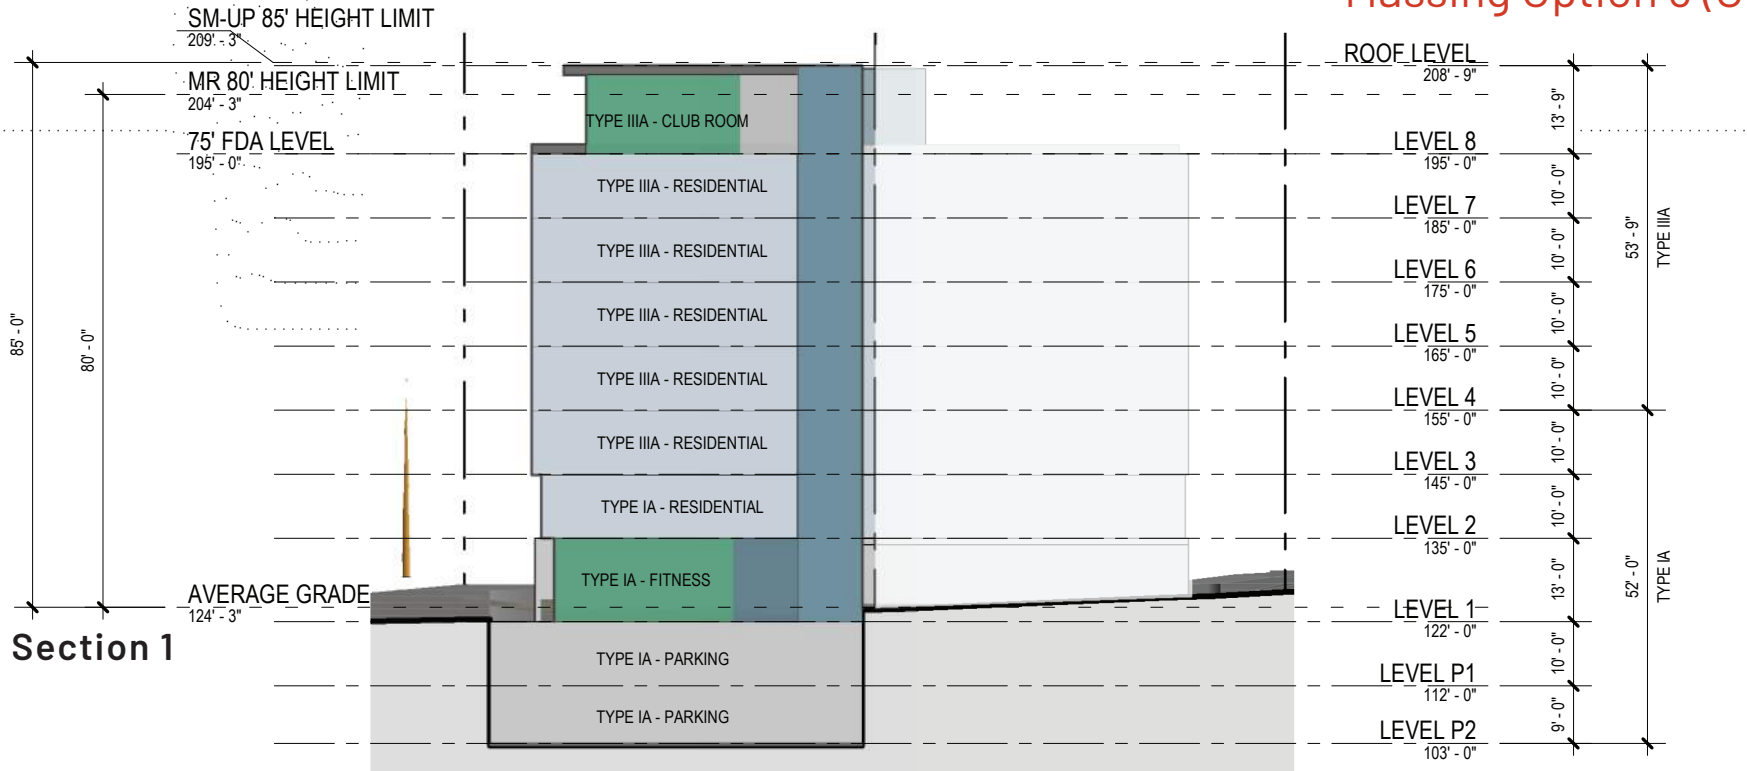 Massing Option 3 (C
SM-UP 85' HEIGHT LIMIT
209' - 3"
MR 80' HEIGHT LIMIT
204' - 3"
75' FDA LEVEL
195' - 0"
85' - 0"
80' - 0"
AVERAGE GRADE
124' - 3"
Section 1
TYPE IIIA - CLUB ROOM
TYPE IIIA - RESIDENTIAL
TYPE IIIA - RESIDENTIAL
TYPE IIIA - RESIDENTIAL
TYPE IIIA - RESIDENTIAL
TYPE IIIA - RESIDENTIAL
TYPE IA - RESIDENTIAL
TYPE IA - FITNESS
TYPE IA - PARKING
TYPE IA - PARKING
ROOF LEVEL
208' - 9"
LEVEL 8
195' - 0"
LEVEL 7
185' - 0"
LEVEL 6
175' - 0"
LEVEL 5
165' - 0"
LEVEL 4
155' - 0"
LEVEL 3
145' - 0"
LEVEL 2
135' - 0"
LEVEL 1
122' - 0"
LEVEL P1
112' - 0"
LEVEL P2
103' - 0"
13' - 9"
10' - 0"
10' - 0"
10' - 0"
10' - 0"
10' - 0"
10' - 0"
13' - 0"
10' - 0"
9' - 0"
53' - 9"
TYPE IIIA
52' - 0"
TYPE IA